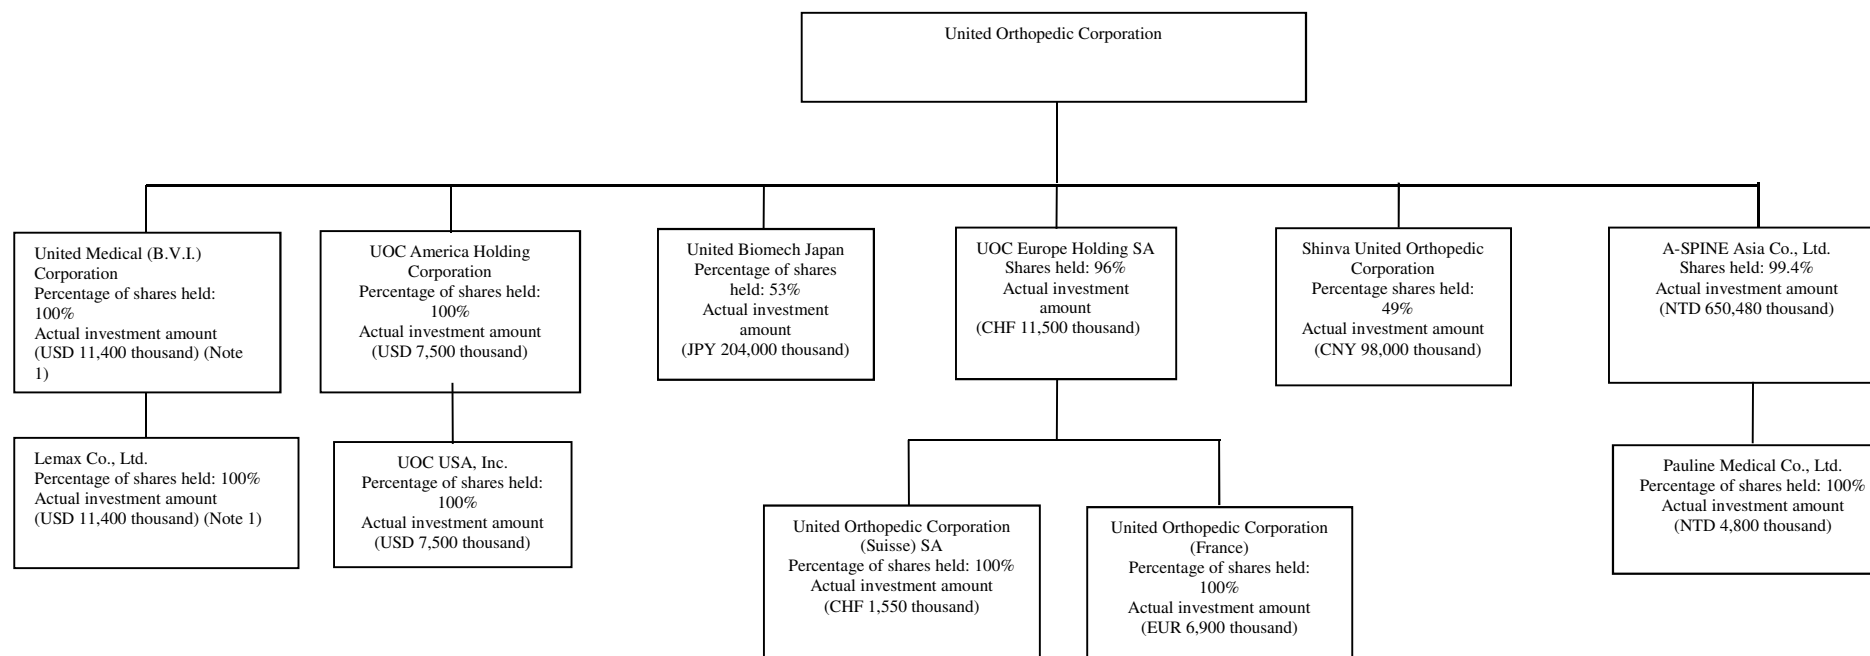 United Orthopedic Corporation
United Medical (B.V.I.)
Corporation
Percentage of shares held:
100%
Actual investment amount
(USD 11,400 thousand) (Note
1)
UOC America Holding
Corporation
Percentage of shares held:
100%
Actual investment amount
(USD 7,500 thousand)
United Biomech Japan
Percentage of shares
held: 53%
Actual investment
amount
(JPY 204,000 thousand)
UOC Europe Holding SA
Shares held: 96%
Actual investment
amount
(CHF 11,500 thousand)
Shinva United Orthopedic
Corporation
Percentage shares held:
49%
Actual investment amount
(CNY 98,000 thousand)
A-SPINE Asia Co., Ltd.
Shares held: 99.4%
Actual investment amount
(NTD 650,480 thousand)
Lemax Co., Ltd.
Percentage of shares held: 100%
Actual investment amount
(USD 11,400 thousand) (Note 1)
UOC USA, Inc.
Percentage of shares held:
100%
Actual investment amount
(USD 7,500 thousand)
United Orthopedic Corporation
(Suisse) SA
Percentage of shares held: 100%
Actual investment amount
(CHF 1,550 thousand)
United Orthopedic Corporation
(France)
Percentage of shares held:
100%
Actual investment amount
(EUR 6,900 thousand)
Pauline Medical Co., Ltd.
Percentage of shares held: 100%
Actual investment amount
(NTD 4,800 thousand)